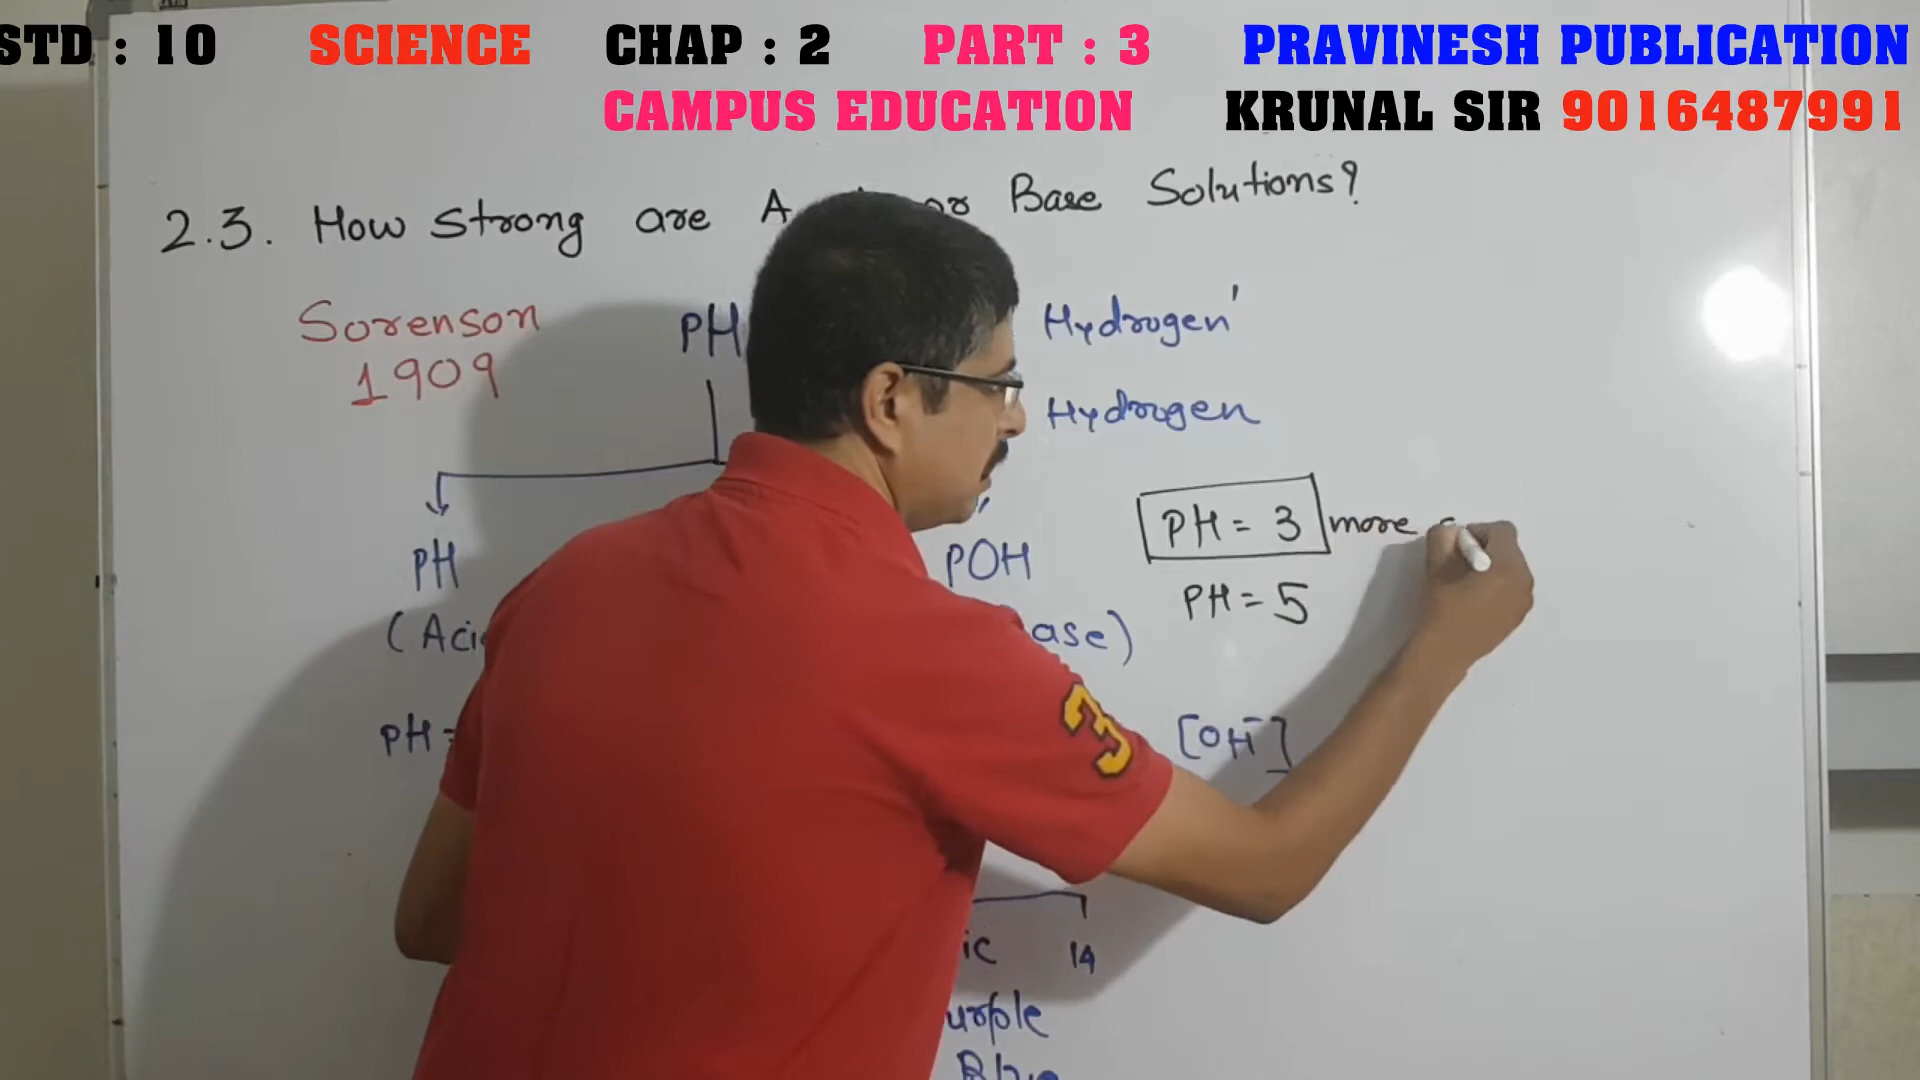 STD : 10 SCIENCE CHAP : 2 PART : 3 PRAVINESH PUBLICATION
CAMPUS EDUCATION KRUNAL SIR 9016487991
2.3. How strong are A or Base Solutions?
Sorenson
1909
PH
Hydrogen'
Hydrogen
PH
POH
PH = 3 more
PH = 5
(Aci
ase)
PH =
[OH-]
ic 14
urple
Blue
3